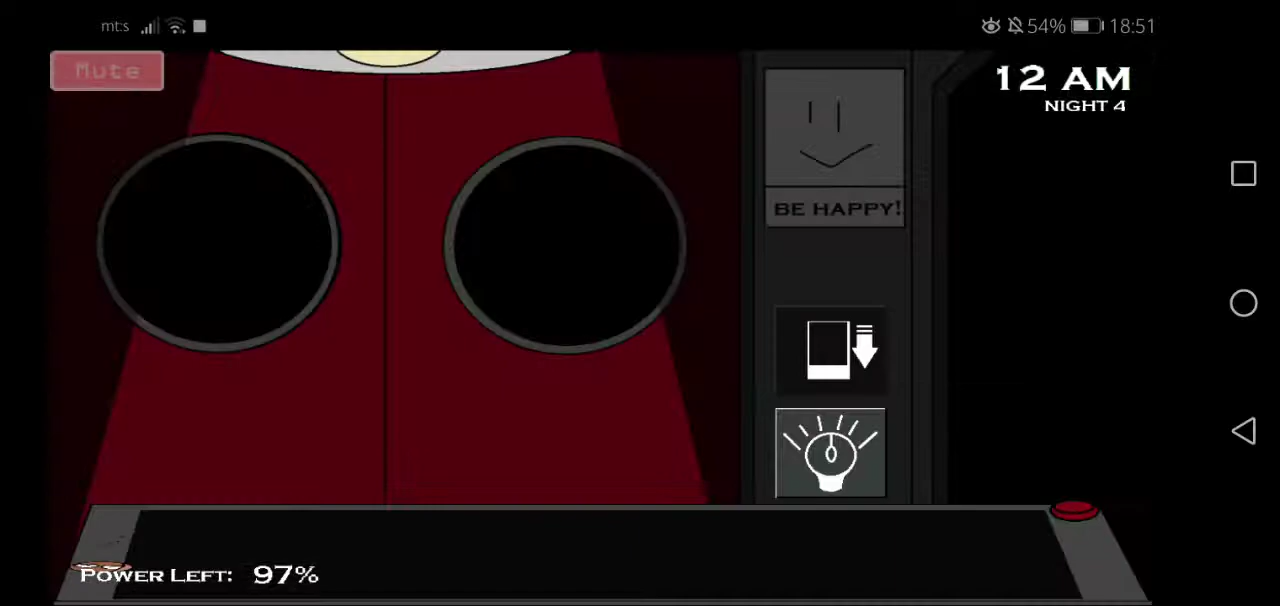 mt:s 54% 18:51
Mute
12 AM
NIGHT 4
BE HAPPY!
POWER LEFT: 97%